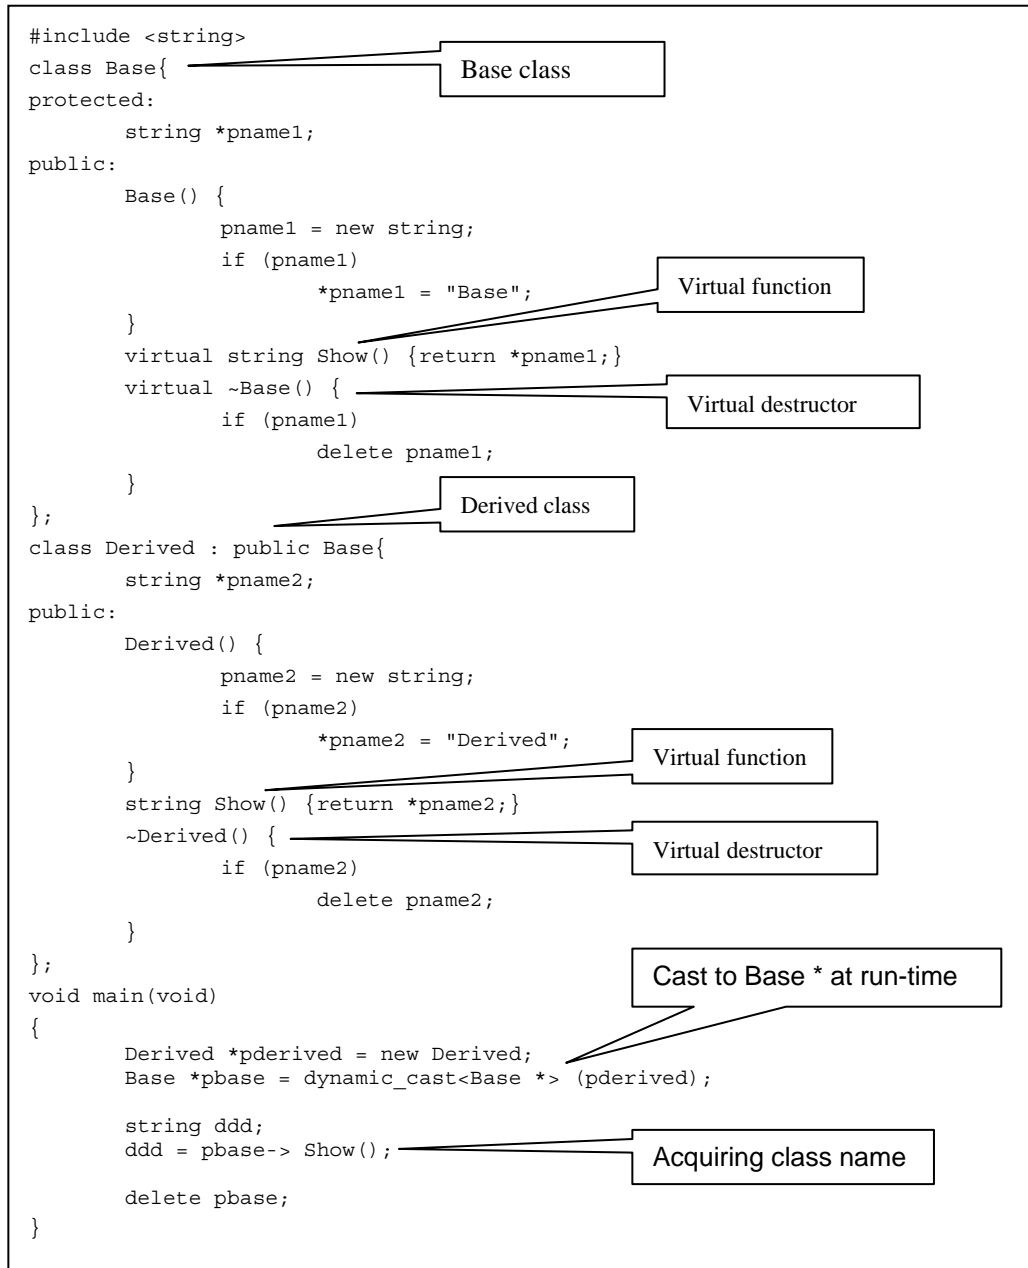 #include <string>
class Base{
Base class
protected:
string *pname1;
public:
Base() {
pname1 = new string;
if (pname1)
*pname1 = "Base";
Virtual function
}
virtual string Show() {return *pname1;}
virtual ~Base() {
Virtual destructor
if (pname1)
delete pname1;
}
};
Derived class
class Derived : public Base{
string *pname2;
public:
Derived() {
pname2 = new string;
if (pname2)
*pname2 = "Derived";
Virtual function
}
string Show() {return *pname2;}
~Derived() {
Virtual destructor
if (pname2)
delete pname2;
}
};
Cast to Base * at run-time
void main(void)
{
Derived *pderived = new Derived;
Base *pbase = dynamic_cast<Base *> (pderived);
string ddd;
ddd = pbase-> Show();
Acquiring class name
delete pbase;
}